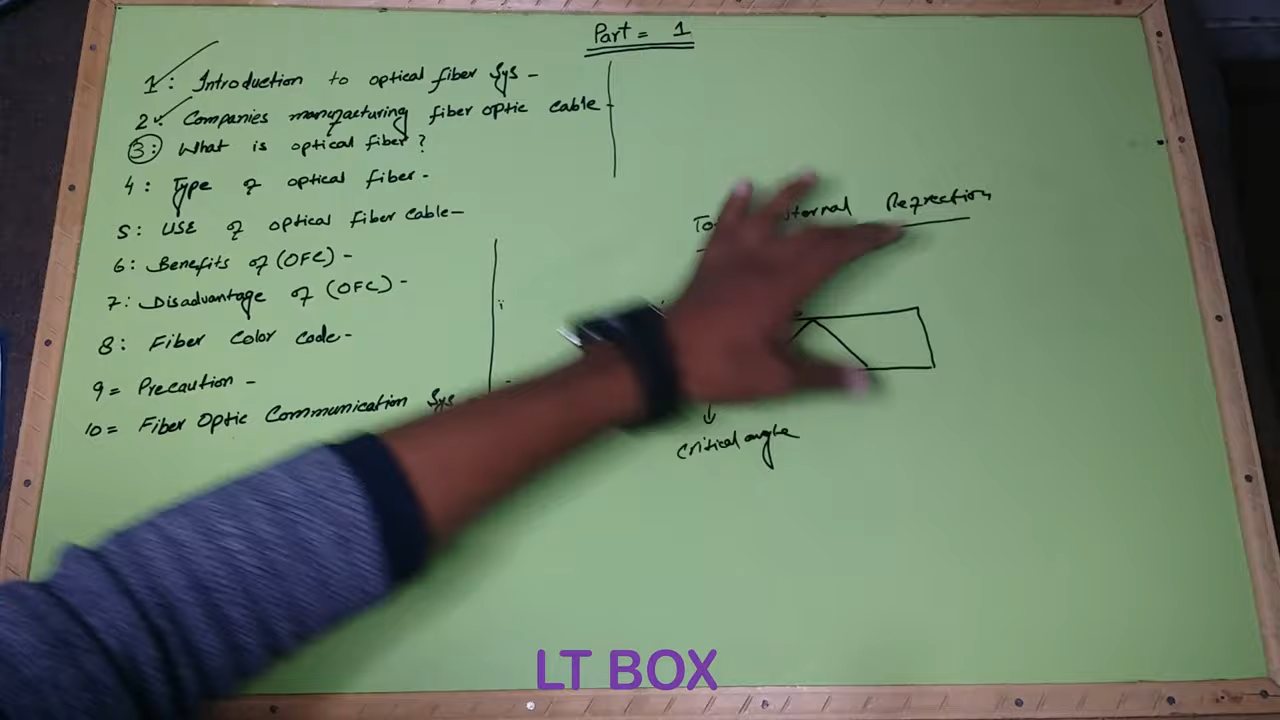 Part = 1
1: Introduction to optical fiber Sys -
2: Companies manufacturing fiber optic Cable -
3: What is optical fiber ?
4: Type of optical fiber -
5: USE of optical fiber Cable -
6: Benefits of (OFC) -
7: Disadvantage of (OFC) -
8: Fiber Color Code -
9 = Precaution -
10 = Fiber Optic Communication Sys
Reflection
critical angle
LT BOX